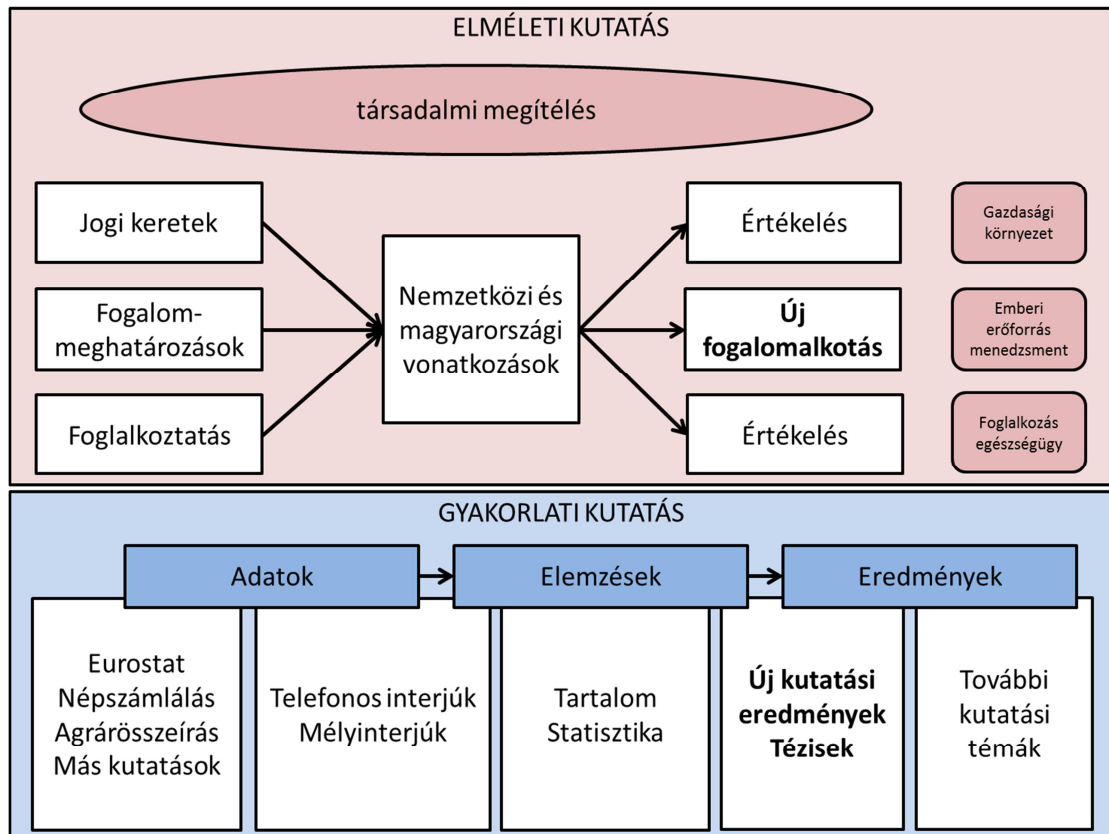 ELMÉLETI KUTATÁS
társadalmi megítélés
Jogi keretek
Fogalom-
meghatározások
Foglalkoztatás
Nemzetközi és
magyarországi
vonatkozások
Értékelés
Új
fogalomalkotás
Értékelés
Gazdasági
környezet
Emberi
erőforrás
menedzsment
Foglalkozás
egészségügy
GYAKORLATI KUTATÁS
Adatok
Elemzések
Eredmények
Eurostat
Népszámlálás
Agrárösszeírás
Más kutatások
Telefonos interjúk
Mélyinterjúk
Tartalom
Statisztika
Új kutatási
eredmények
Tézisek
További
kutatási
témák